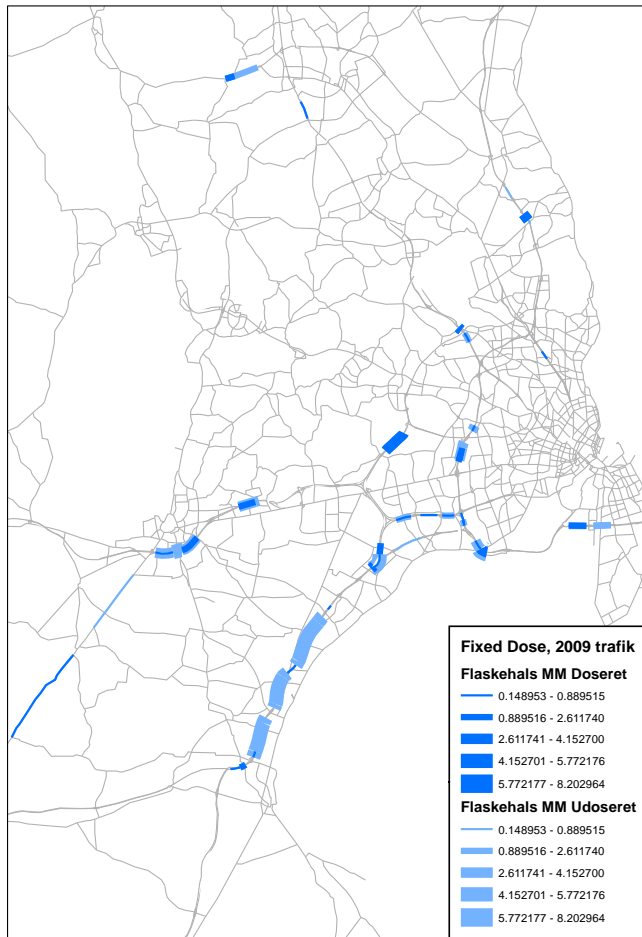 Fixed Dose, 2009 trafik
Flaskehals MM Doseret
0.148953 - 0.889515
0.889516 - 2.611740
2.611741 - 4.152700
4.152701 - 5.772176
5.772177 - 8.202964
Flaskehals MM Udoseret
0.148953 - 0.889515
0.889516 - 2.611740
2.611741 - 4.152700
4.152701 - 5.772176
5.772177 - 8.202964